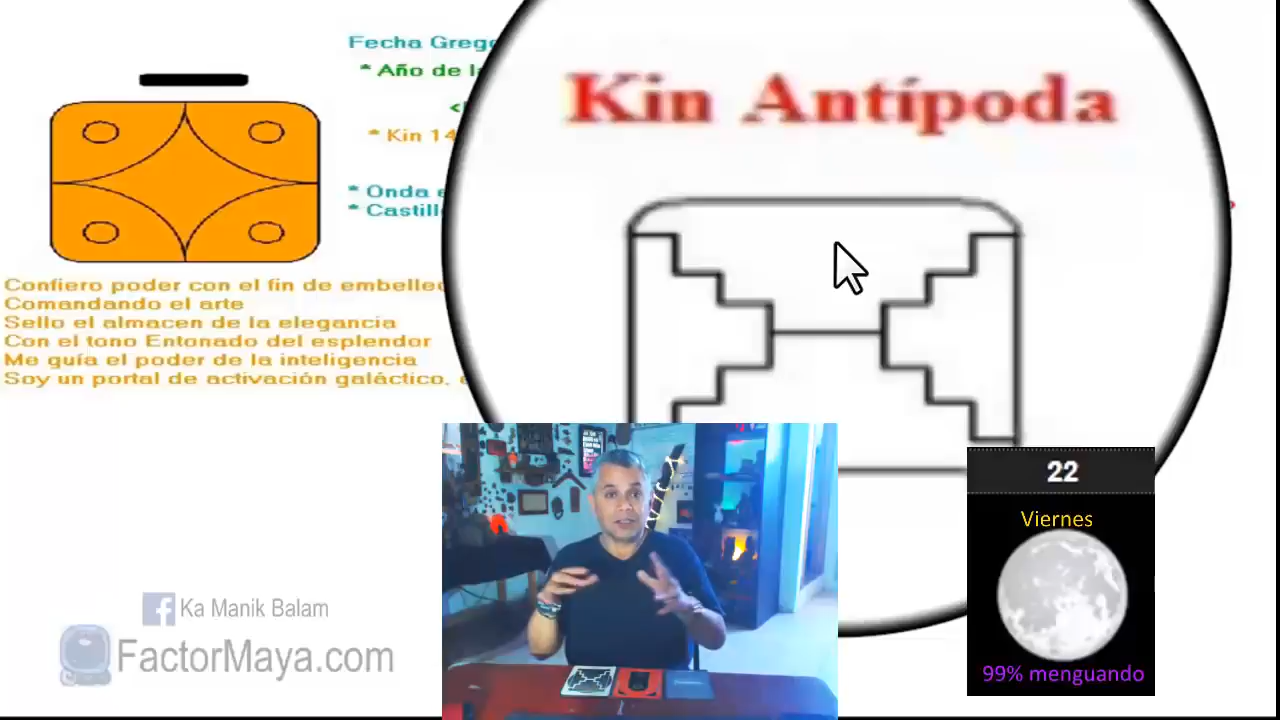 Fecha Grego
* Año de la
Kin Antípoda
* Kin 14
* Onda e
* Castill
Confiero poder con el fin de embellec
Comandando el arte
Sello el almacen de la elegancia
Con el tono Entonado del esplendor
Me guía el poder de la inteligencia
Soy un portal de activación galáctico, e
22
Viernes
99% menguando
Ka Manik Balam
FactorMaya.com